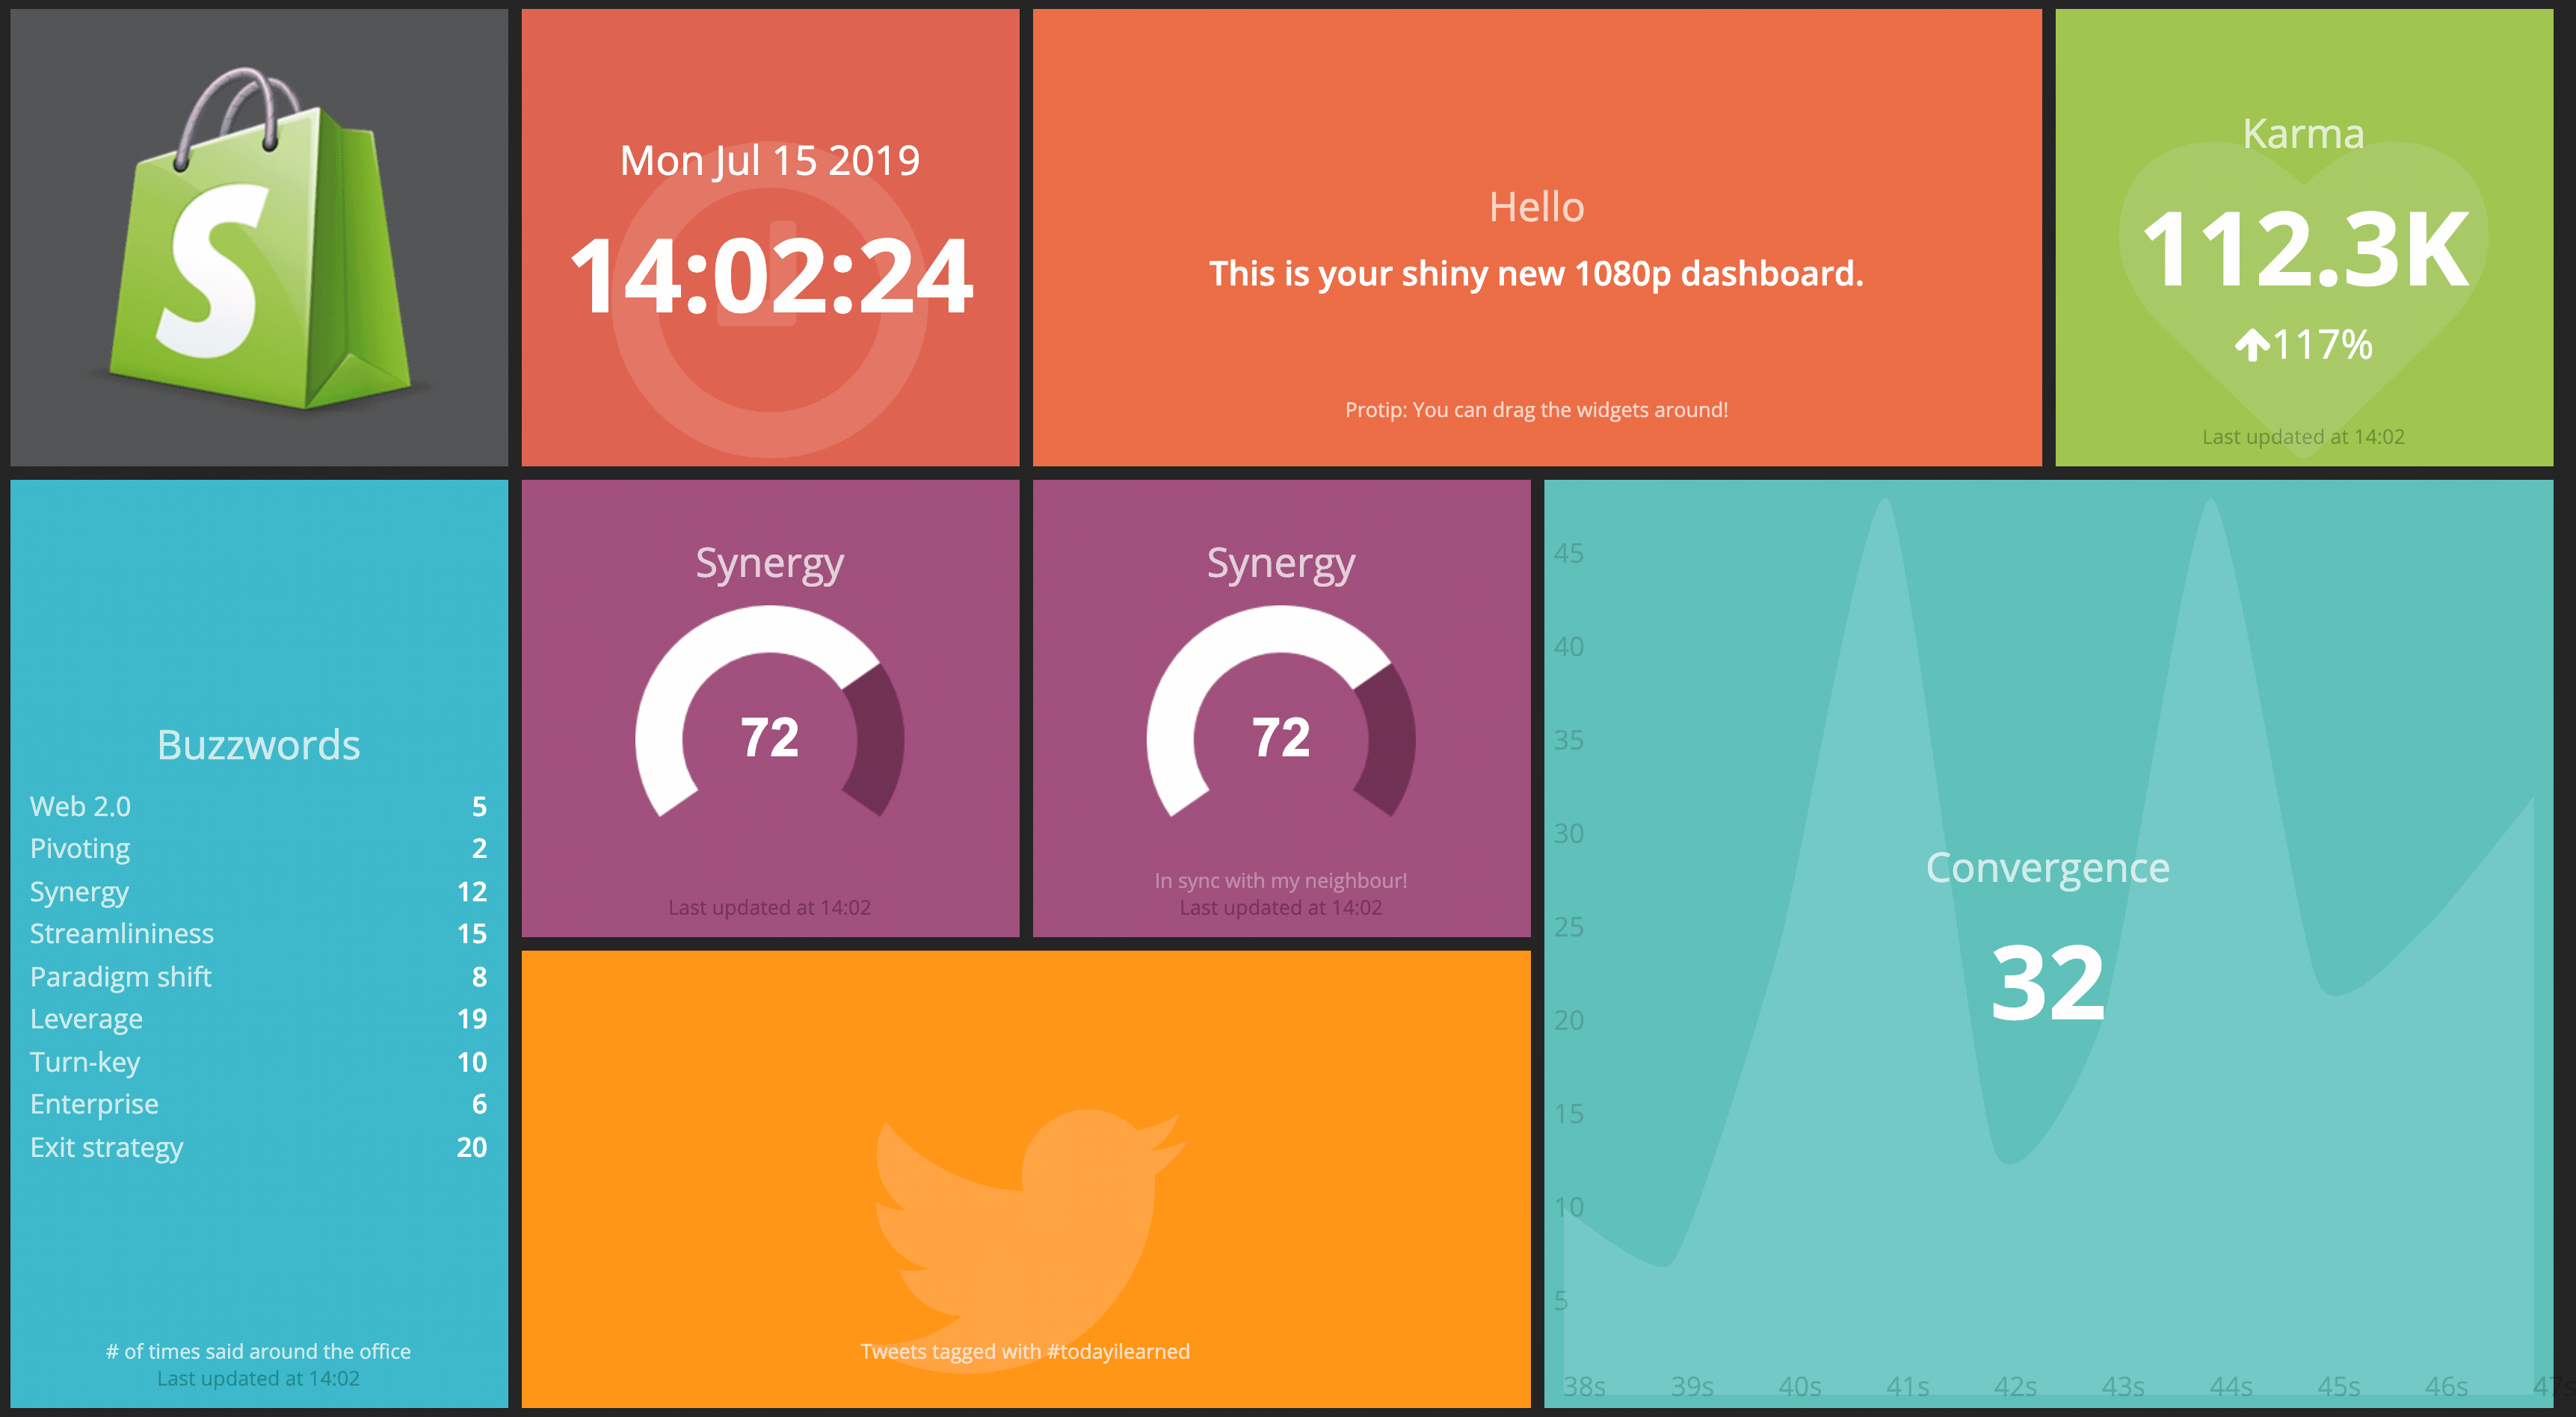 S
Mon Jul 15 2019
14:02:24
Hello
This is your shiny new 1080p dashboard.
Protip: You can drag the widgets around!
Karma
112.3K
117%
Last updated at 14:02
Buzzwords
Web 2.0 5
Pivoting 2
Synergy 12
Streamlininess 15
Paradigm shift 8
Leverage 19
Turn-key 10
Enterprise 6
Exit strategy 20
# of times said around the office
Last updated at 14:02
Synergy
72
Last updated at 14:02
Synergy
72
In sync with my neighbour!
Last updated at 14:02
Tweets tagged with #todayilearned
45
40
35
30
25
20
15
10
5
Convergence
32
38s 39s 40s 41s 42s 43s 44s 45s 46s 47s